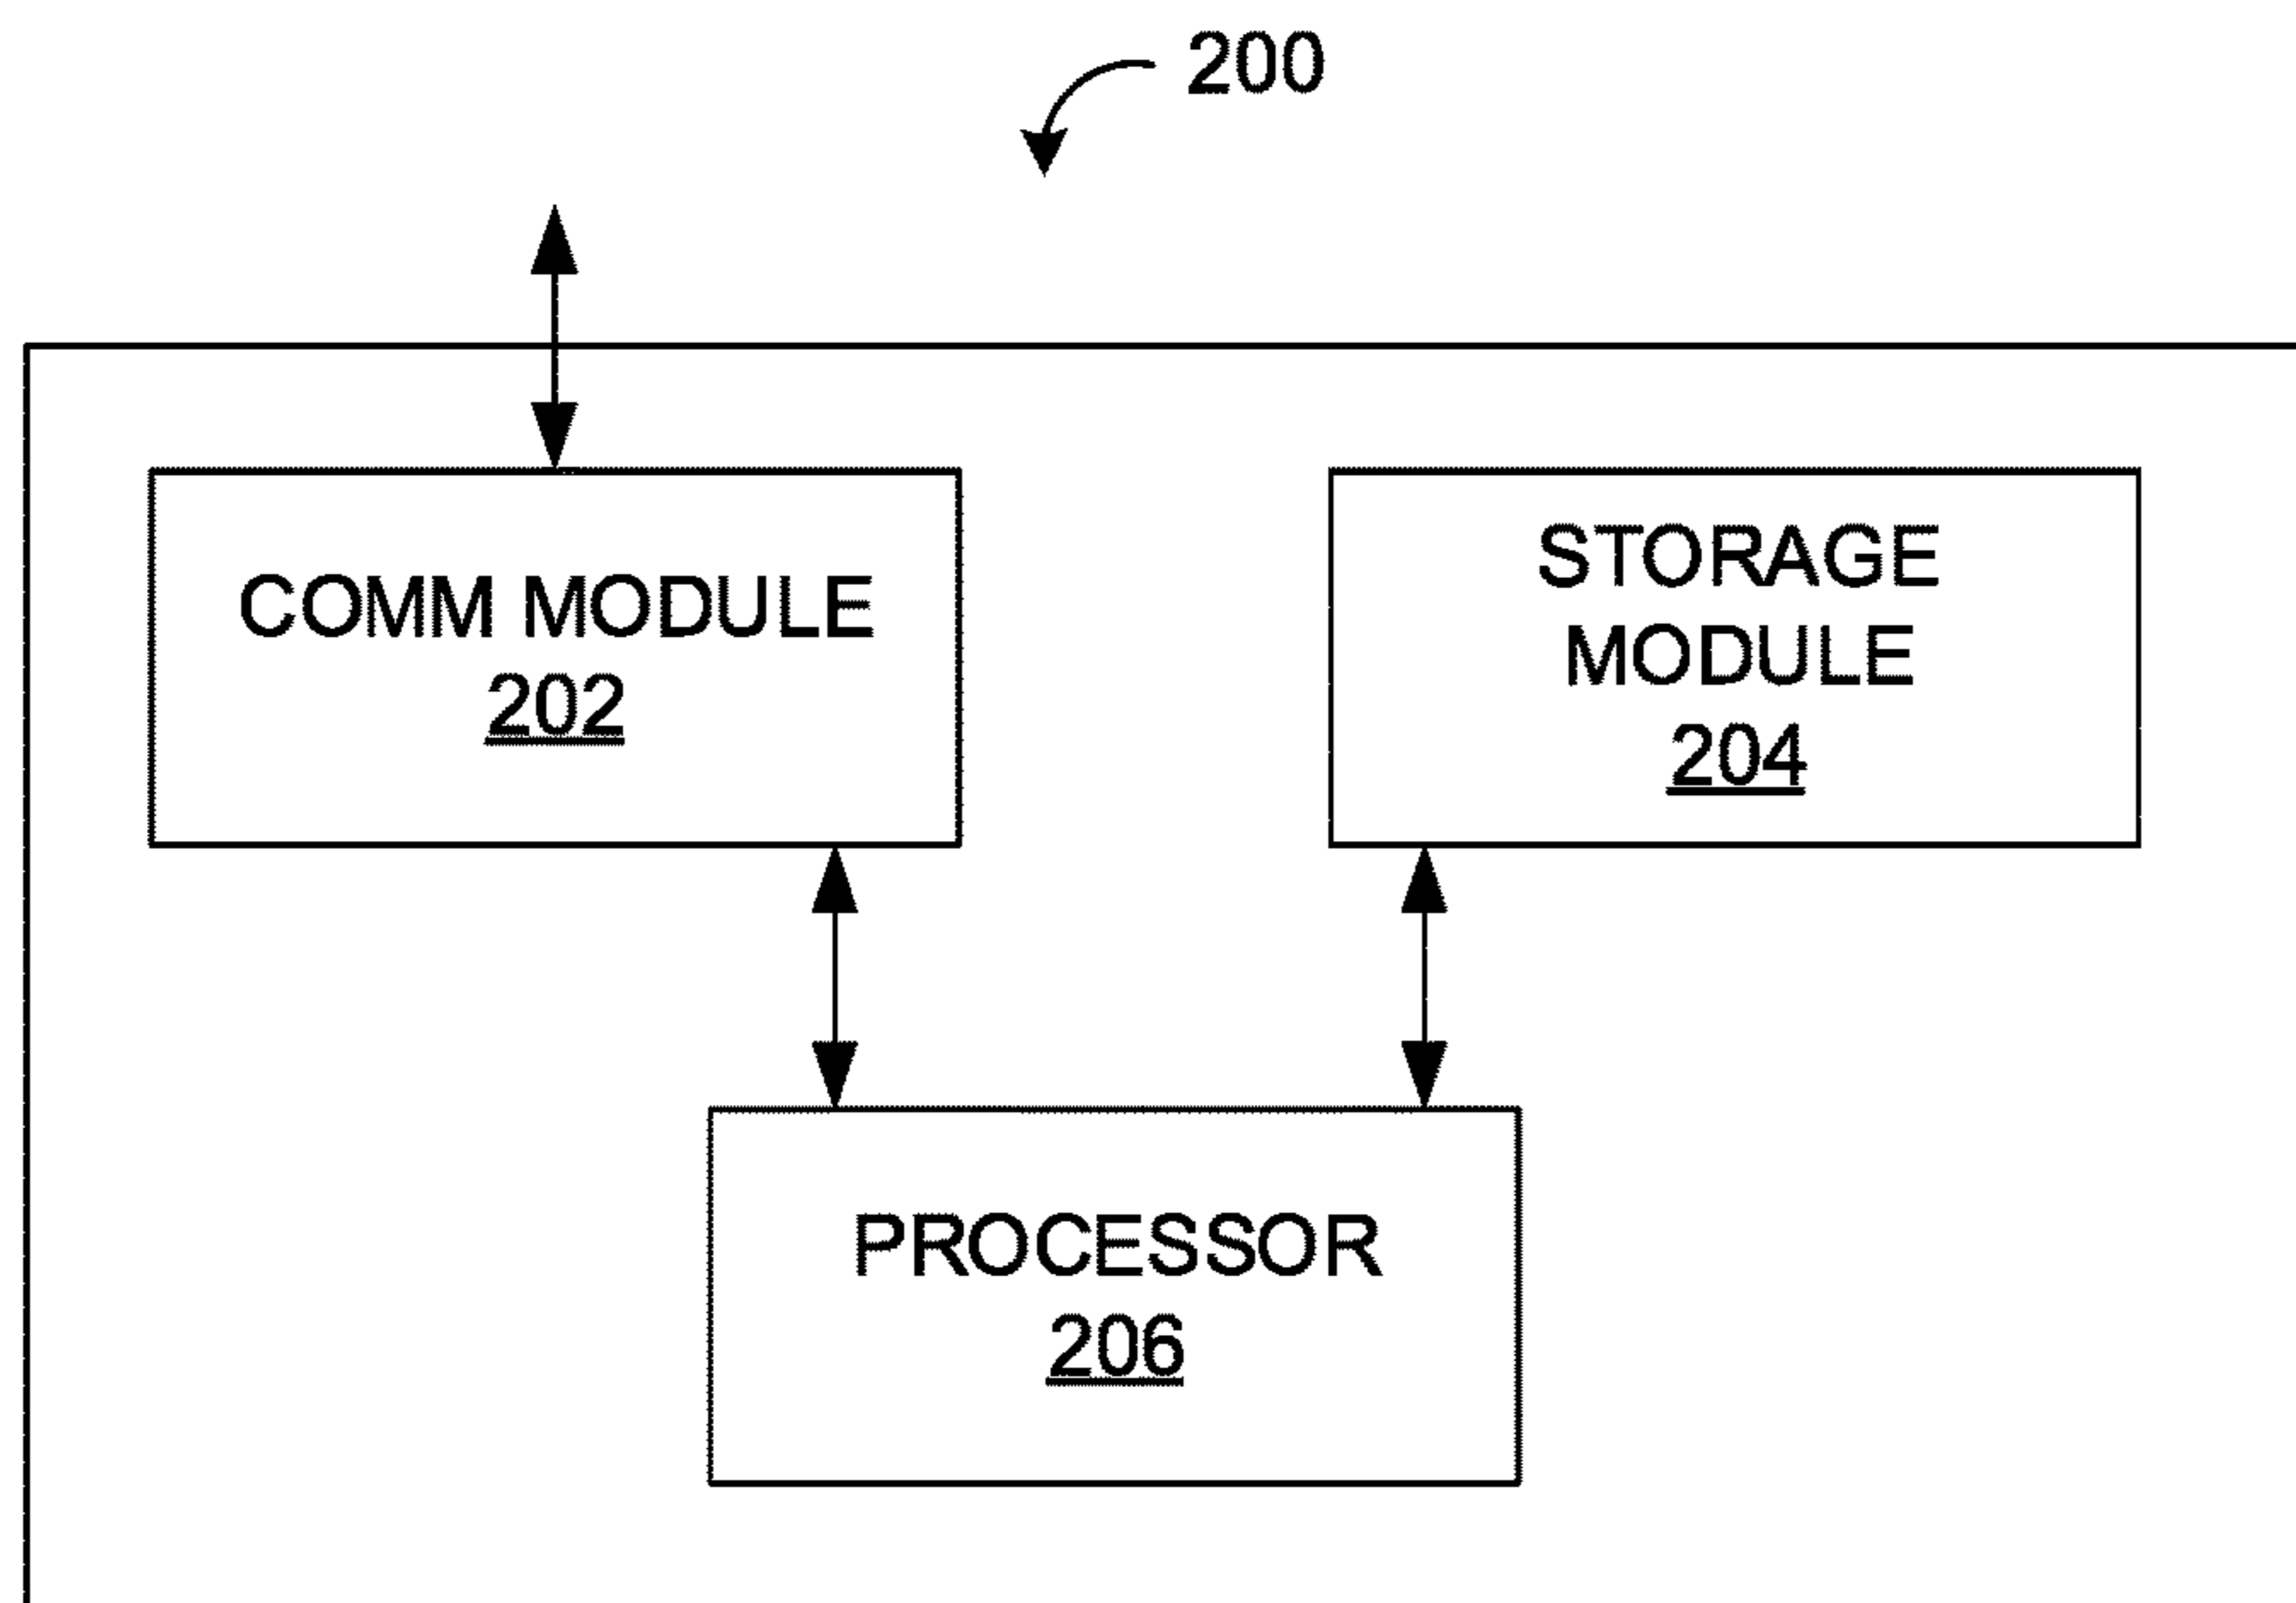 200
COMM MODULE
202
STORAGE
MODULE
204
PROCESSOR
206